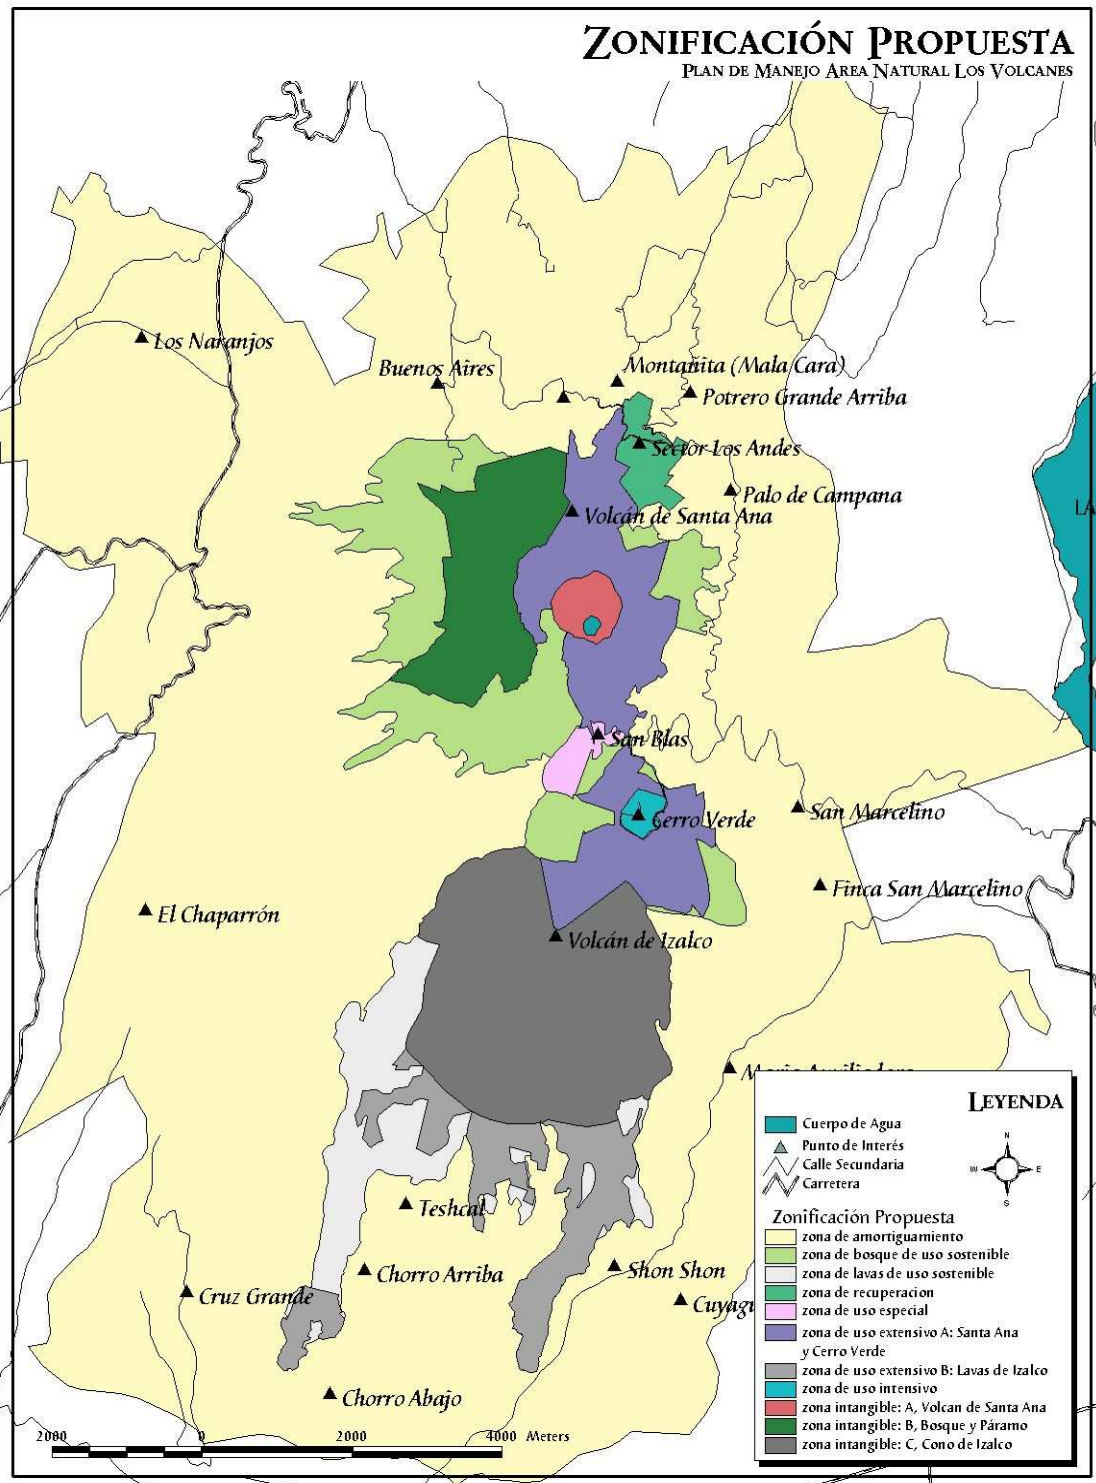 ZONIFICACIÓN PROPUESTA
PLAN DE MANEJO AREA NATURAL LOS VOLCANES
Los Naranjos
Buenos Aires
Montañita (Mala Cara)
Potrero Grande Arriba
Sector Los Andes
Palo de Campana
LA
Volcán de Santa Ana
San Blas
San Marcelino
Cerro Verde
Finca San Marcelino
El Chaparrón
Volcán de Izalco
Teshcal
Chorro Arriba
Shon Shon
Cruz Grande
Chorro Abajo
2000 0 2000 4000 Meters
LEYENDA
Cuerpo de Agua
Punto de Interés
Calle Secundaria
Carretera
N
W E
S
Zonificación Propuesta
zona de amortiguamiento
zona de bosque de uso sostenible
zona de lavas de uso sostenible
zona de recuperacion
zona de uso especial
zona de uso extensivo A: Santa Ana
y Cerro Verde
zona de uso extensivo B: Lavas de Izalco
zona de uso intensivo
zona intangible: A, Volcan de Santa Ana
zona intangible: B, Bosque y Páramo
zona intangible: C, Cono de Izalco